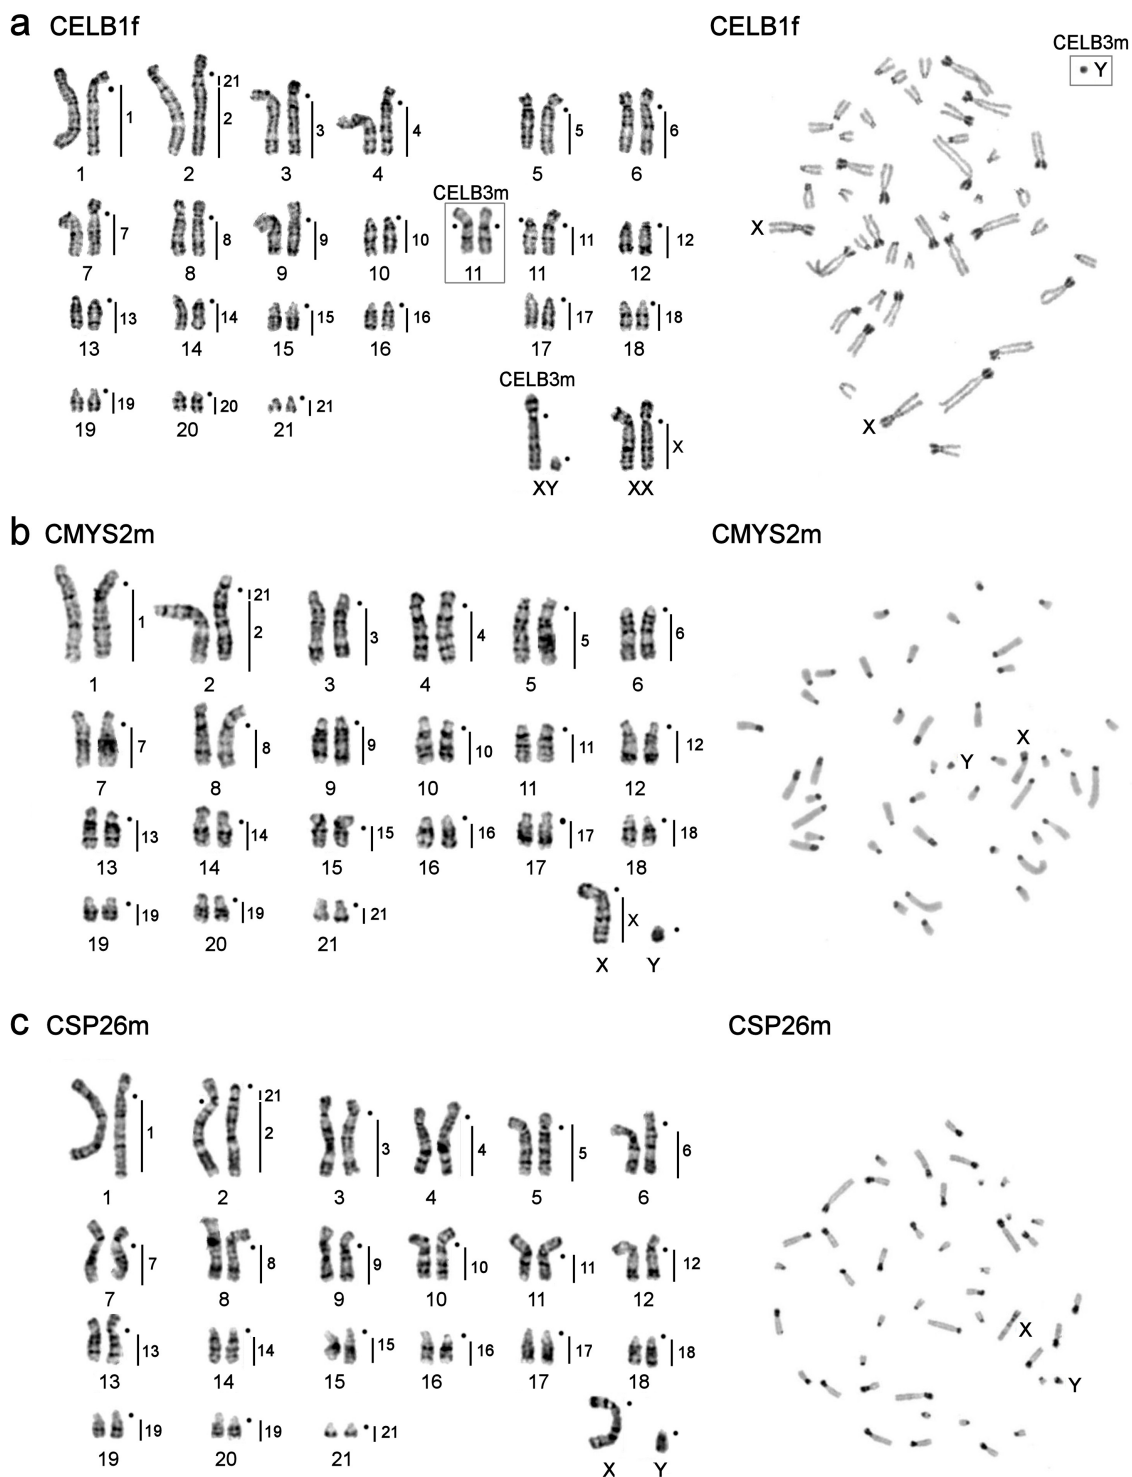 a CELB1f
CELB1f
CELB3m
Y
1 21 2 3 4 5 6
1 2 3 4 5 6
CELB3m
7 8 9 10 11 12
7 8 9 10 11 11 12
13 14 15 16 17 18
13 14 15 16 17 18
CELB3m
19 20 21
19 20 21
X
XY XX
X
X
b CMYS2m
CMYS2m
1 21 2 3 4 5 6
1 2 3 4 5 6
7 8 9 10 11 12
7 8 9 10 11 12
13 14 15 16 17 18
13 14 15 16 17 18
19 19 21 X
19 20 21 X Y
X
Y
c CSP26m
CSP26m
1 21 2 3 4 5 6
1 2 3 4 5 6
7 8 9 10 11 12
7 8 9 10 11 12
13 14 15 16 17 18
13 14 15 16 17 18
19 19 21
19 20 21 X Y
X
Y